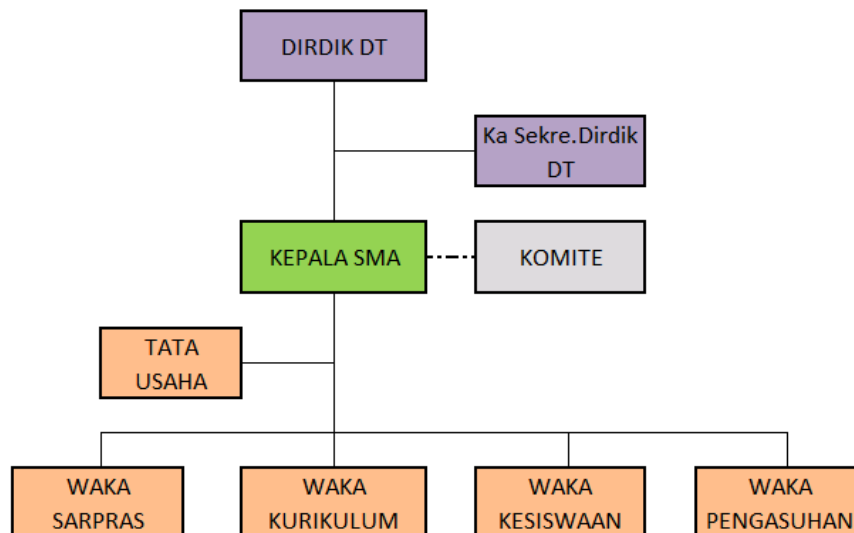 DIRDIK DT
Ka Sekre.Dirdik
DT
KEPALA SMA
KOMITE
TATA
USAHA
WAKA
SARPRAS
WAKA
KURIKULUM
WAKA
KESISWAAN
WAKA
PENGASUHAN